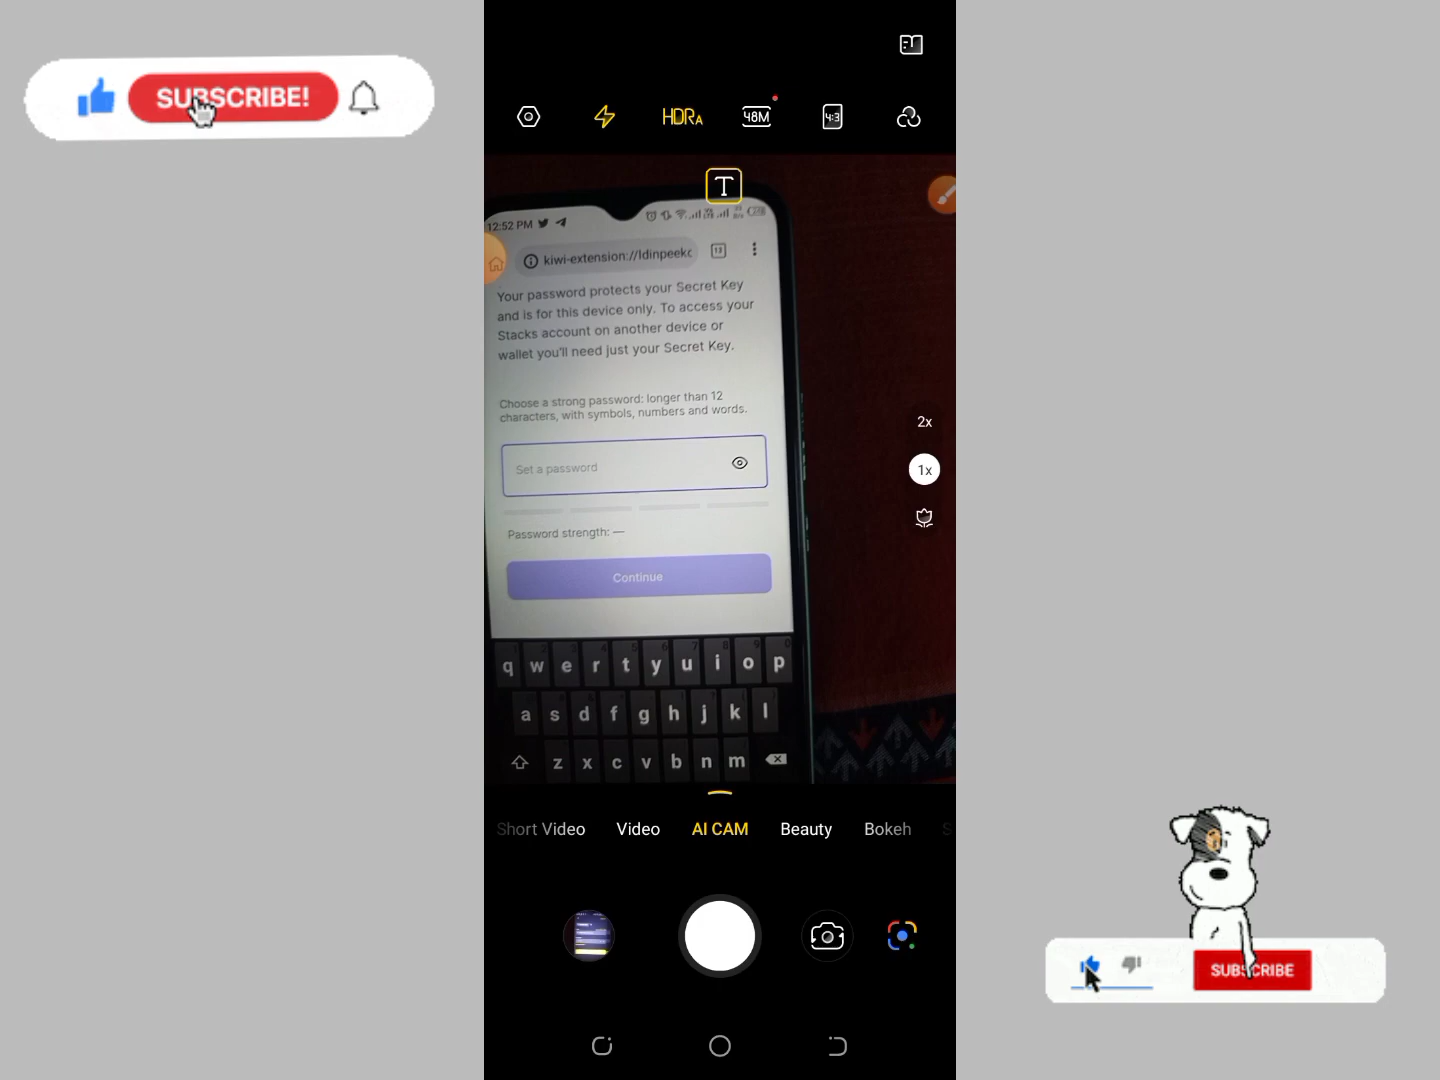 SUBSCRIBE!
HDRA
48M
4:3
T
12:52 PM
kiwi-extension://ldinpeekc
13
Your password protects your Secret Key
and is for this device only. To access your
Stacks account on another device or
wallet you'll need just your Secret Key.
Choose a strong password: longer than 12
characters, with symbols, numbers and words.
Set a password
Password strength: —
Continue
2x
1x
q w e r t y u i o p
a s d f g h j k l
z x c v b n m
Short Video Video AI CAM Beauty Bokeh S
SUBSCRIBE